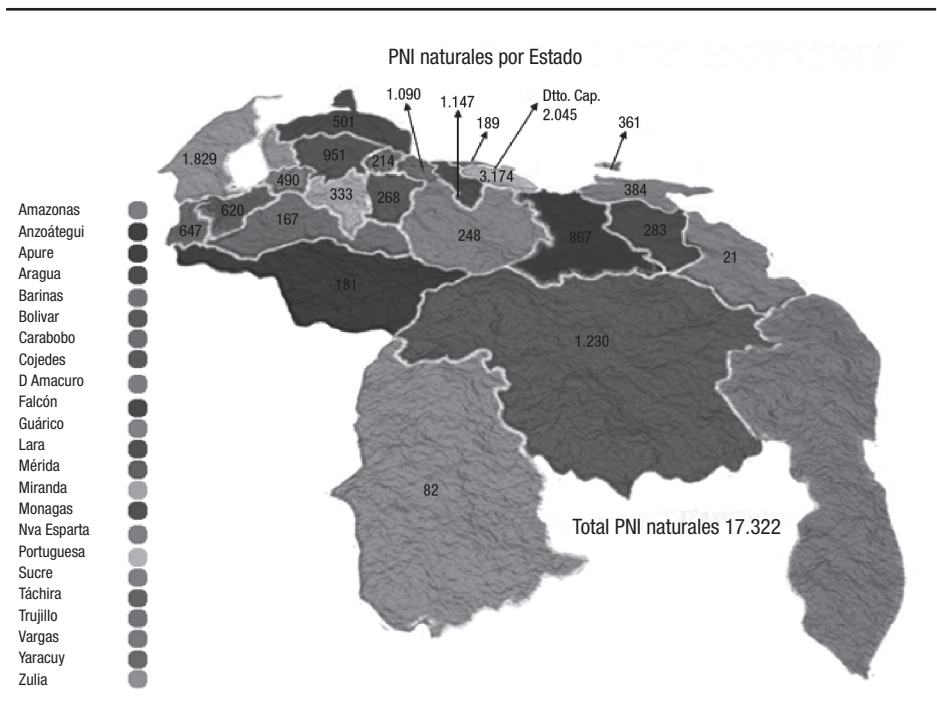 PNI naturales por Estado
1.090
1.147
Dtto. Cap.
2.045
189
361
501
1.829
951
214
3.174
490
333
268
384
620
167
647
248
867
283
21
181
1.230
82
Total PNI naturales 17.322
Amazonas
Anzoátegui
Apure
Aragua
Barinas
Bolivar
Carabobo
Cojedes
D Amacuro
Falcón
Guárico
Lara
Mérida
Miranda
Monagas
Nva Esparta
Portuguesa
Sucre
Táchira
Trujillo
Vargas
Yaracuy
Zulia